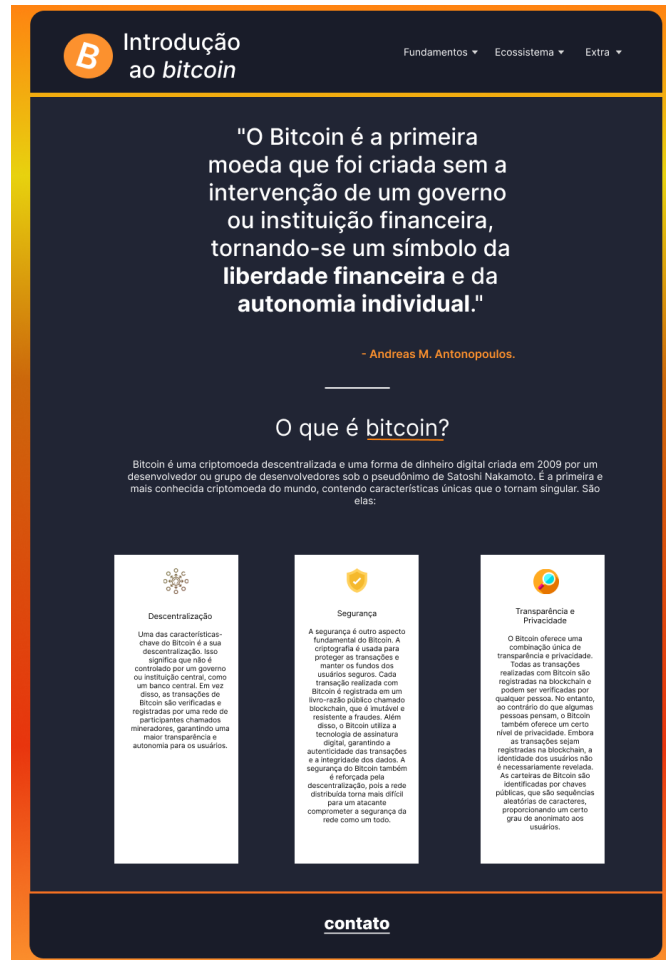 B
Introdução
ao bitcoin
Fundamentos
Ecossistema
Extra
"O Bitcoin é a primeira
moeda que foi criada sem a
intervenção de um governo
ou instituição financeira,
tornando-se um símbolo da
liberdade financeira e da
autonomia individual."
- Andreas M. Antonopoulos.
O que é bitcoin?
Bitcoin é uma criptomoeda descentralizada e uma forma de dinheiro digital criada em 2009 por um
desenvolvedor ou grupo de desenvolvedores sob o pseudônimo de Satoshi Nakamoto. É a primeira e
mais conhecida criptomoeda do mundo, contendo características únicas que o tornam singular. São
elas:
Descentralização
Uma das características-
chave do Bitcoin é a sua
descentralização. Isso
significa que não é
controlado por um governo
ou instituição central, como
um banco central. Em vez
disso, as transações de
Bitcoin são verificadas e
registradas por uma rede de
participantes chamados
mineradores, garantindo uma
maior transparência e
autonomia para os usuários.
Segurança
A segurança é outro aspecto
fundamental do Bitcoin. A
criptografia é usada para
proteger as transações e
manter os fundos dos
usuários seguros. Cada
transação realizada com
Bitcoin é registrada em um
livro-razão público chamado
blockchain, que é imutável e
resistente a fraudes. Além
disso, o Bitcoin utiliza a
tecnologia de assinatura
digital, garantindo a
autenticidade das transações
e a integridade dos dados. A
segurança do Bitcoin também
é reforçada pela
descentralização, pois a rede
distribuída torna mais difícil
para um atacante
comprometer a segurança da
rede como um todo.
Transparência e
Privacidade
O Bitcoin oferece uma
combinação única de
transparência e privacidade.
Todas as transações
realizadas com Bitcoin são
registradas na blockchain e
podem ser verificadas por
qualquer pessoa. No entanto,
ao contrário do que algumas
pessoas pensam, o Bitcoin
também oferece um certo
nível de privacidade. Embora
as transações sejam
registradas na blockchain, a
identidade dos usuários não
é necessariamente revelada.
As carteiras de Bitcoin são
identificadas por chaves
públicas, que são sequências
aleatórias de caracteres,
proporcionando um certo
grau de anonimato aos
usuários.
contato